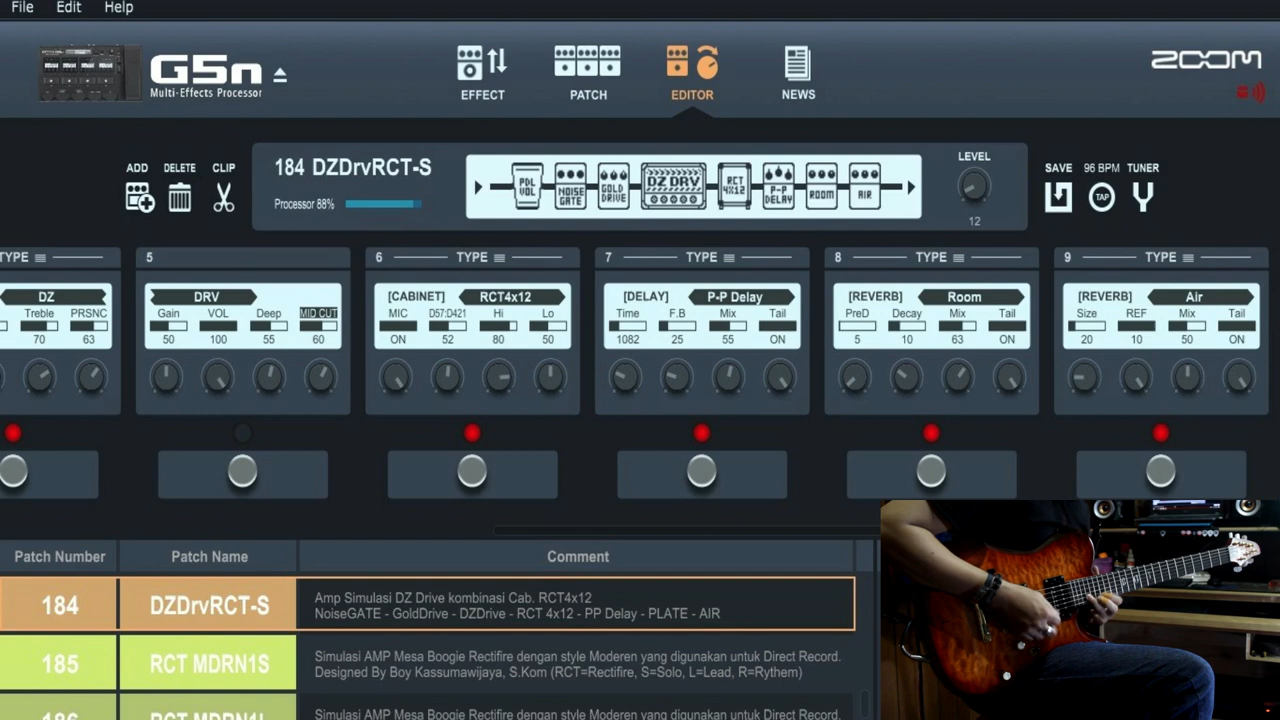 File Edit Help
G5n
Multi-Effects Processor
EFFECT PATCH EDITOR NEWS
ZOOM
ADD DELETE CLIP
184 DZDrvRCT-S
Processor 88%
PDL VOL NOISE GATE GOLD DRIVE DZ DRV RCT 4X12 P-P DELAY ROOM AIR
LEVEL
12
SAVE 96 BPM TUNER
TAP
TYPE 5 6 TYPE 7 TYPE 8 TYPE 9 TYPE
DZ DRV [CABINET] RCT4x12 [DELAY] P-P Delay [REVERB] Room [REVERB] Air
Treble PRSNC Gain VOL Deep MID CUT MIC D57:D421 Hi Lo Time F.B Mix Tail PreD Decay Mix Tail Size REF Mix Tail
70 63 50 100 55 60 ON 52 80 50 1082 25 55 ON 5 10 63 ON 20 10 50 ON
Patch Number Patch Name Comment
184 DZDrvRCT-S
Amp Simulasi DZ Drive kombinasi Cab. RCT4x12
NoiseGATE - GoldDrive - DZDrive - RCT 4x12 - PP Delay - PLATE - AIR
185 RCT MDRN1S
Simulasi AMP Mesa Boogie Rectifire dengan style Moderen yang digunakan untuk Direct Record.
Designed By Boy Kassumawijaya, S.Kom (RCT=Rectifire, S=Solo, L=Lead, R=Rythem)
186 RCT MDRN1L
Simulasi AMP Mesa Boogie Rectifire dengan style Moderen yang digunakan untuk Direct Record.